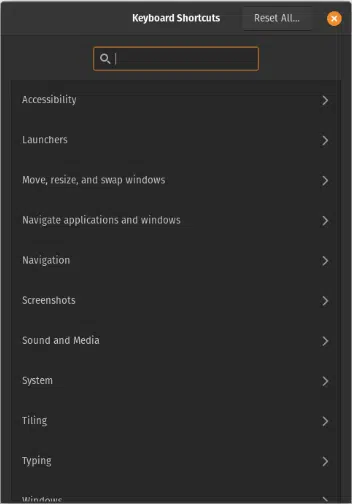 Keyboard Shortcuts Reset All...
Accessibility
Launchers
Move, resize, and swap windows
Navigate applications and windows
Navigation
Screenshots
Sound and Media
System
Tiling
Typing
Windows